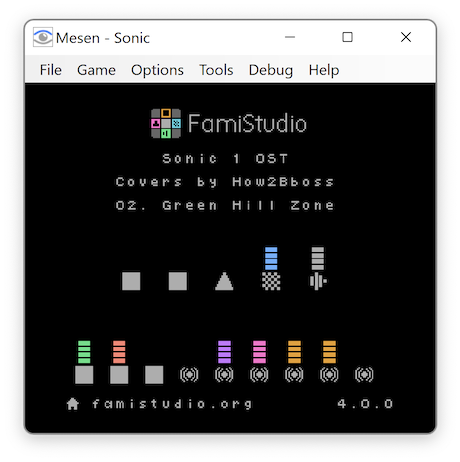 Mesen - Sonic
File Game Options Tools Debug Help
FamiStudio
Sonic 1 OST
Covers by How2Bboss
02. Green Hill Zone
famistudio.org 4.0.0